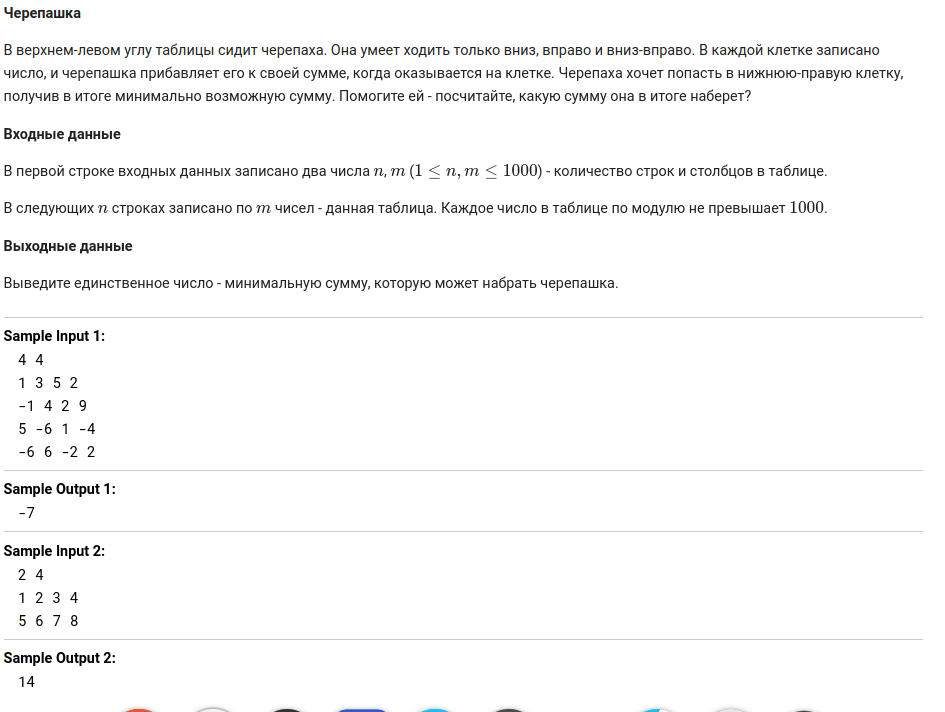 Черепашка
В верхнем-левом углу таблицы сидит черепаха. Она умеет ходить только вниз, вправо и вниз-вправо. В каждой клетке записано
число, и черепашка прибавляет его к своей сумме, когда оказывается на клетке. Черепаха хочет попасть в нижнюю-правую клетку,
получив в итоге минимально возможную сумму. Помогите ей - посчитайте, какую сумму она в итоге наберет?
Входные данные
В первой строке входных данных записано два числа n, m (1 ≤ n, m ≤ 1000) - количество строк и столбцов в таблице.
В следующих n строках записано по m чисел - данная таблица. Каждое число в таблице по модулю не превышает 1000.
Выходные данные
Выведите единственное число - минимальную сумму, которую может набрать черепашка.
Sample Input 1:
4 4
1 3 5 2
-1 4 2 9
5 -6 1 -4
-6 6 -2 2
Sample Output 1:
-7
Sample Input 2:
2 4
1 2 3 4
5 6 7 8
Sample Output 2:
14